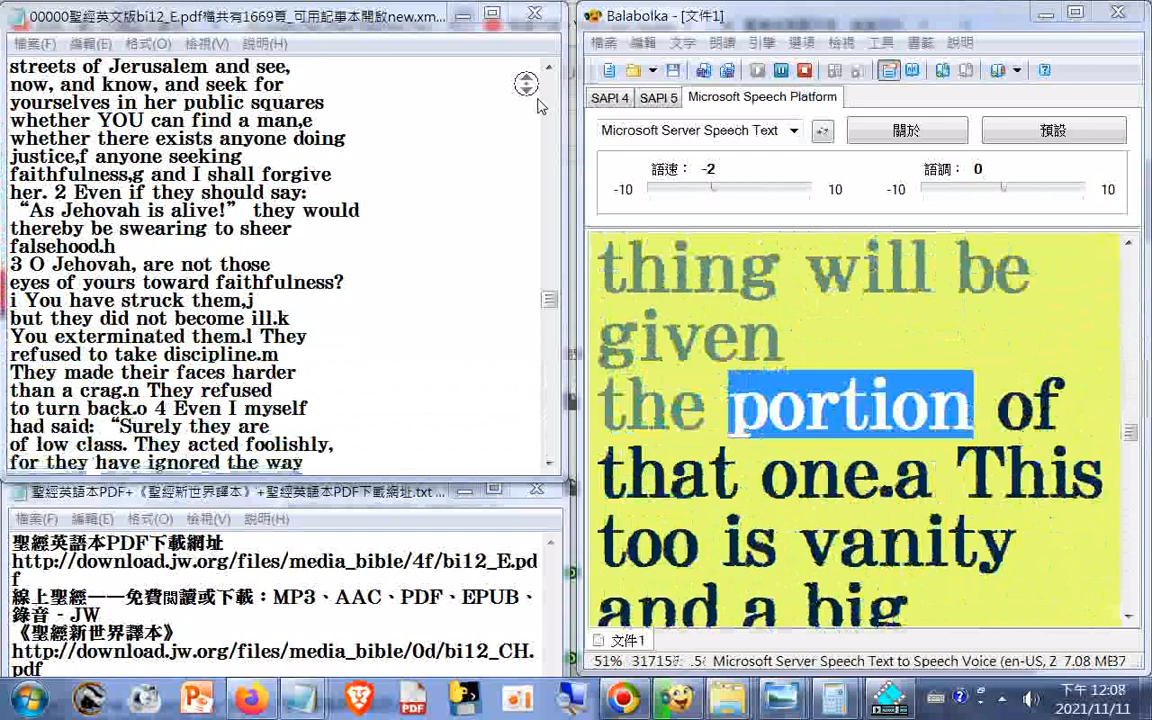 00000聖經英文版bi12_E.pdf檔共有1669頁_可用記事本開啟new.xm...
檔案(F) 編輯(E) 格式(O) 檢視(V) 說明(H)
streets of Jerusalem and see,
now, and know, and seek for
yourselves in her public squares
whether YOU can find a man,e
whether there exists anyone doing
justice,f anyone seeking
faithfulness,g and I shall forgive
her. 2 Even if they should say:
“As Jehovah is alive!” they would
thereby be swearing to sheer
falsehood.h
3 O Jehovah, are not those
eyes of yours toward faithfulness?
i You have struck them,j
but they did not become ill.k
You exterminated them.l They
refused to take discipline.m
They made their faces harder
than a crag.n They refused
to turn back.o 4 Even I myself
had said: “Surely they are
of low class. They acted foolishly,
for they have ignored the way
聖經英語本PDF+《聖經新世界譯本》+聖經英語本PDF下載網址.txt ...
檔案(F) 編輯(E) 格式(O) 檢視(V) 說明(H)
聖經英語本PDF下載網址
http://download.jw.org/files/media_bible/4f/bi12_E.pd
f
線上聖經——免費閱讀或下載：MP3、AAC、PDF、EPUB、
錄音 - JW
《聖經新世界譯本》
http://download.jw.org/files/media_bible/0d/bi12_CH.
pdf
Balabolka - [文件1]
檔案 編輯 文字 朗讀 引擎 選項 檢視 工具 書籤 說明
SAPI 4 SAPI 5 Microsoft Speech Platform
Microsoft Server Speech Text 關於 預設
語速： -2 語調： 0
-10 10 -10 10
thing will be
given
the portion of
that one.a This
too is vanity
and a big
文件1
51% Microsoft Server Speech Text to Speech Voice (en-US, 7.08 MB
下午 12:08
2021/11/11